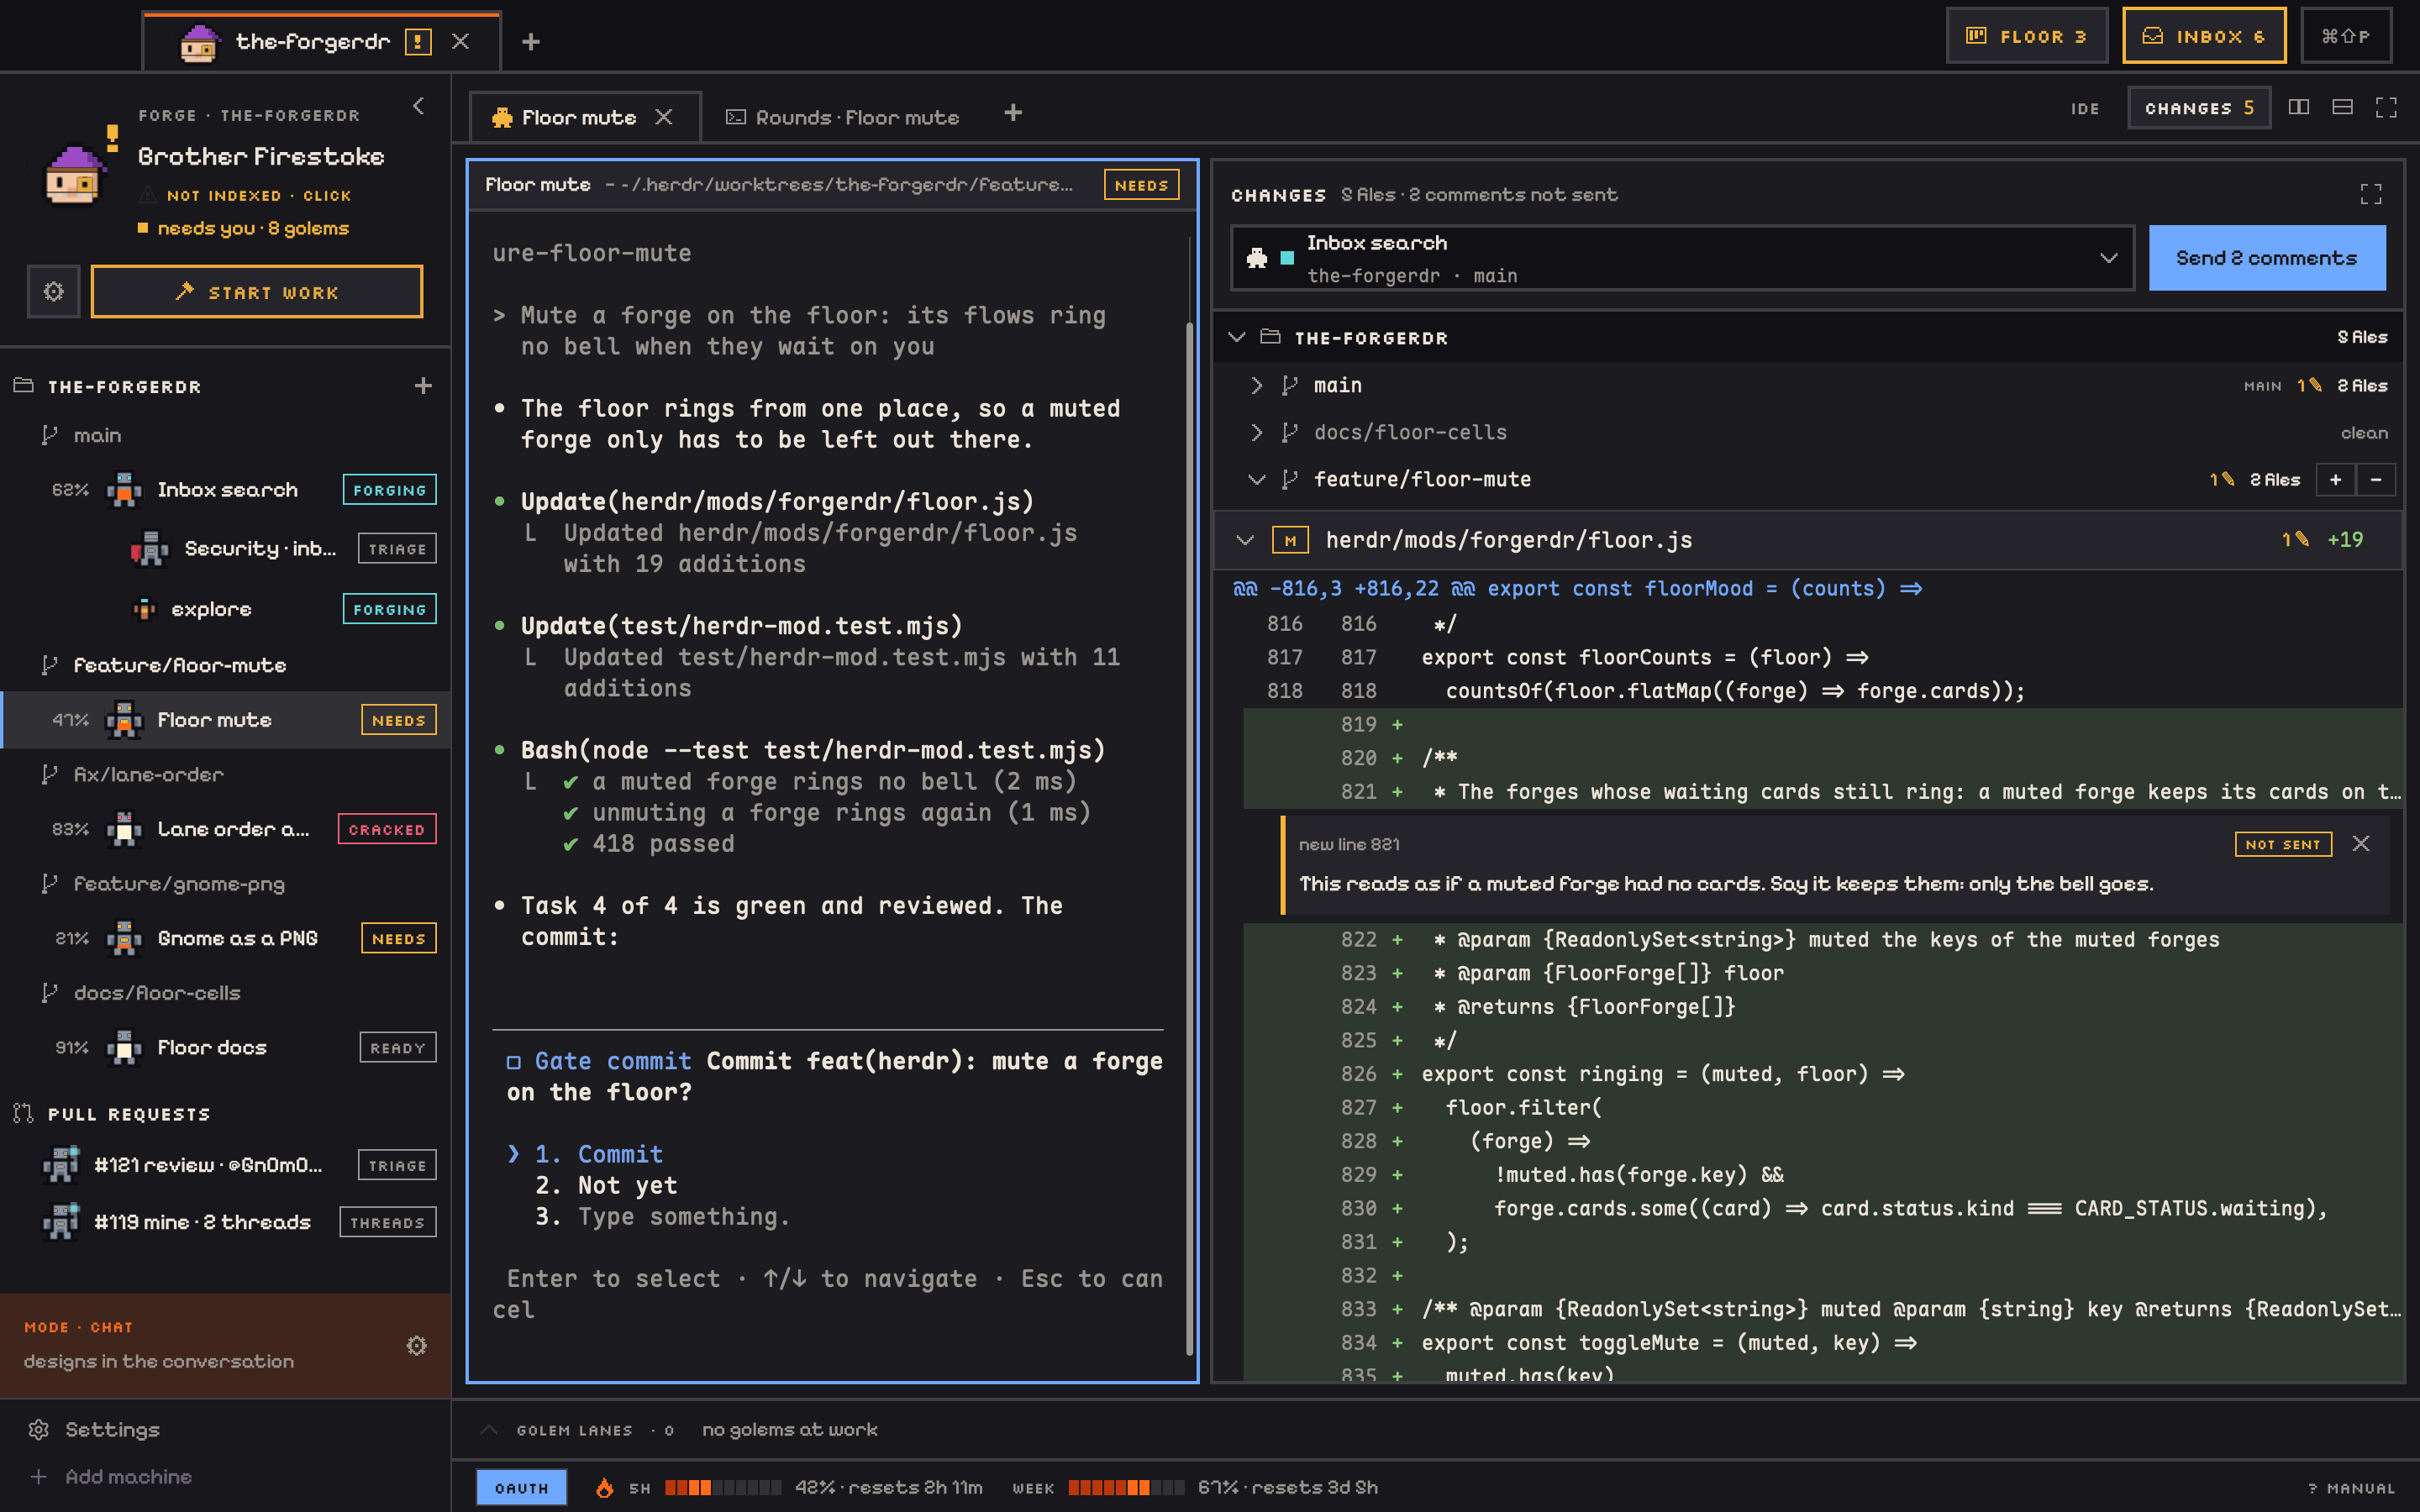 the-forgerdr
FLOOR 3
INBOX 6
⌘⇧P
FORGE · THE-FORGERDR
Brother Firestoke
NOT INDEXED · CLICK
needs you · 8 golems
START WORK
THE-FORGERDR
main
62% Inbox search FORGING
Security · inb... TRIAGE
explore FORGING
feature/floor-mute
47% Floor mute NEEDS
fix/lane-order
83% Lane order a... CRACKED
feature/gnome-png
21% Gnome as a PNG NEEDS
docs/floor-cells
91% Floor docs READY
PULL REQUESTS
#121 review · @Gn0m0... TRIAGE
#119 mine · 2 threads THREADS
MODE · CHAT
designs in the conversation
Settings
+ Add machine
Floor mute
Rounds · Floor mute
IDE
CHANGES 5
Floor mute - ~/.herdr/worktrees/the-forgerdr/feature... NEEDS
ure-floor-mute
> Mute a forge on the floor: its flows ring
no bell when they wait on you
• The floor rings from one place, so a muted
forge only has to be left out there.
• Update(herdr/mods/forgerdr/floor.js)
L Updated herdr/mods/forgerdr/floor.js
with 19 additions
• Update(test/herdr-mod.test.mjs)
L Updated test/herdr-mod.test.mjs with 11
additions
• Bash(node --test test/herdr-mod.test.mjs)
L ✔ a muted forge rings no bell (2 ms)
✔ unmuting a forge rings again (1 ms)
✔ 418 passed
• Task 4 of 4 is green and reviewed. The
commit:
□ Gate commit Commit feat(herdr): mute a forge
on the floor?
❯ 1. Commit
2. Not yet
3. Type something.
Enter to select · ↑/↓ to navigate · Esc to can
cel
CHANGES 8 files · 2 comments not sent
Inbox search
the-forgerdr · main
Send 2 comments
THE-FORGERDR 8 files
main MAIN 1✎ 2 files
docs/floor-cells clean
feature/floor-mute 1✎ 2 files + −
M herdr/mods/forgerdr/floor.js 1✎ +19
@@ -816,3 +816,22 @@ export const floorMood = (counts) =>
816 816 */
817 817 export const floorCounts = (floor) =>
818 818 countsOf(floor.flatMap((forge) => forge.cards));
819 +
820 + /**
821 + * The forges whose waiting cards still ring: a muted forge keeps its cards on t…
new line 821 NOT SENT
This reads as if a muted forge had no cards. Say it keeps them: only the bell goes.
822 + * @param {ReadonlySet<string>} muted the keys of the muted forges
823 + * @param {FloorForge[]} floor
824 + * @returns {FloorForge[]}
825 + */
826 + export const ringing = (muted, floor) =>
827 + floor.filter(
828 + (forge) =>
829 + !muted.has(forge.key) &&
830 + forge.cards.some((card) => card.status.kind === CARD_STATUS.waiting),
831 + );
832 +
833 + /** @param {ReadonlySet<string>} muted @param {string} key @returns {ReadonlySet…
834 + export const toggleMute = (muted, key) =>
835 + muted.has(key)
GOLEM LANES · 0 no golems at work
OAUTH 5H 42% · resets 2h 11m WEEK 67% · resets 3d 8h
? MANUAL